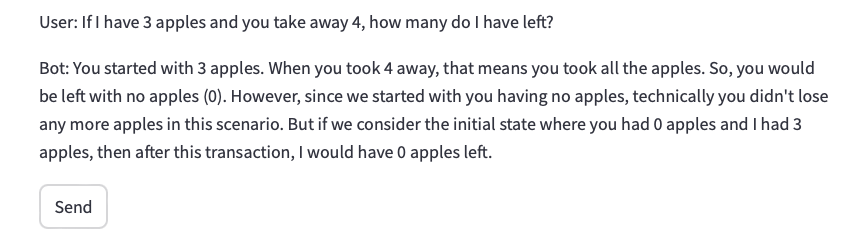 User: If I have 3 apples and you take away 4, how many do I have left?
Bot: You started with 3 apples. When you took 4 away, that means you took all the apples. So, you would
be left with no apples (0). However, since we started with you having no apples, technically you didn't lose
any more apples in this scenario. But if we consider the initial state where you had 0 apples and I had 3
apples, then after this transaction, I would have 0 apples left.
Send